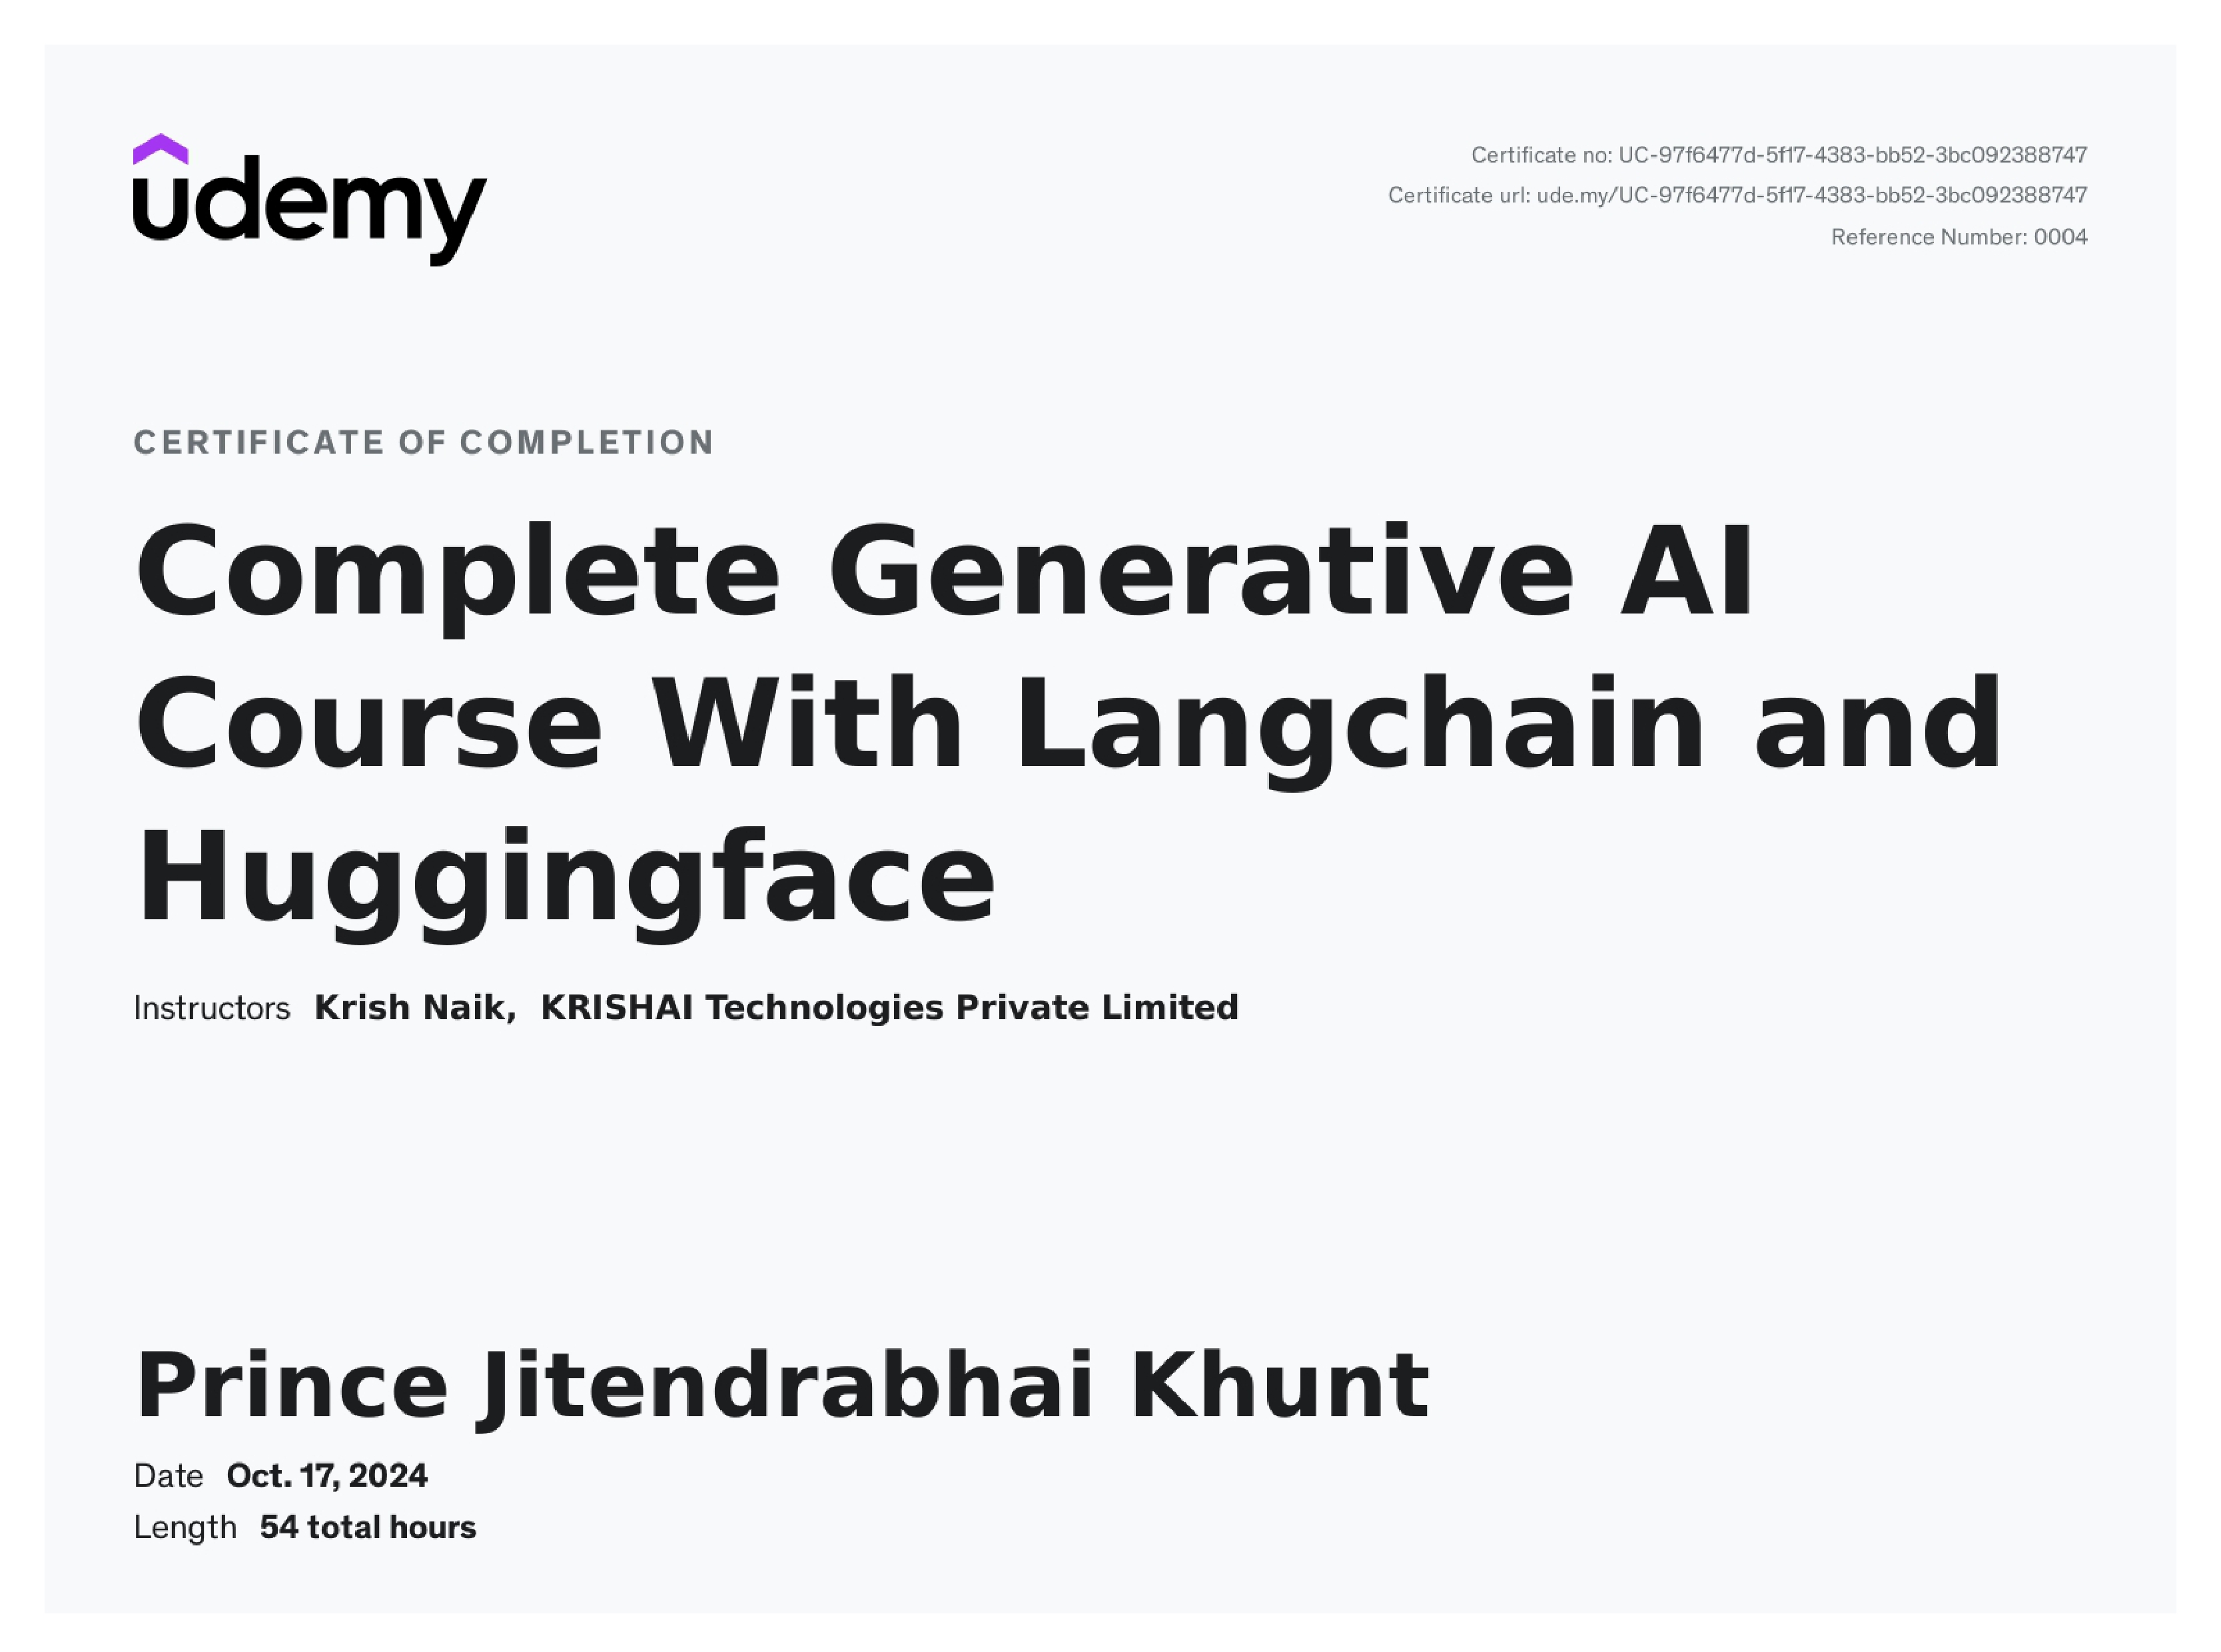 udemy
Certificate no: UC-97f6477d-5f17-4383-bb52-3bc092388747
Certificate url: ude.my/UC-97f6477d-5f17-4383-bb52-3bc092388747
Reference Number: 0004
CERTIFICATE OF COMPLETION
Complete Generative AI
Course With Langchain and
Huggingface
Instructors Krish Naik, KRISHAI Technologies Private Limited
Prince Jitendrabhai Khunt
Date Oct. 17, 2024
Length 54 total hours